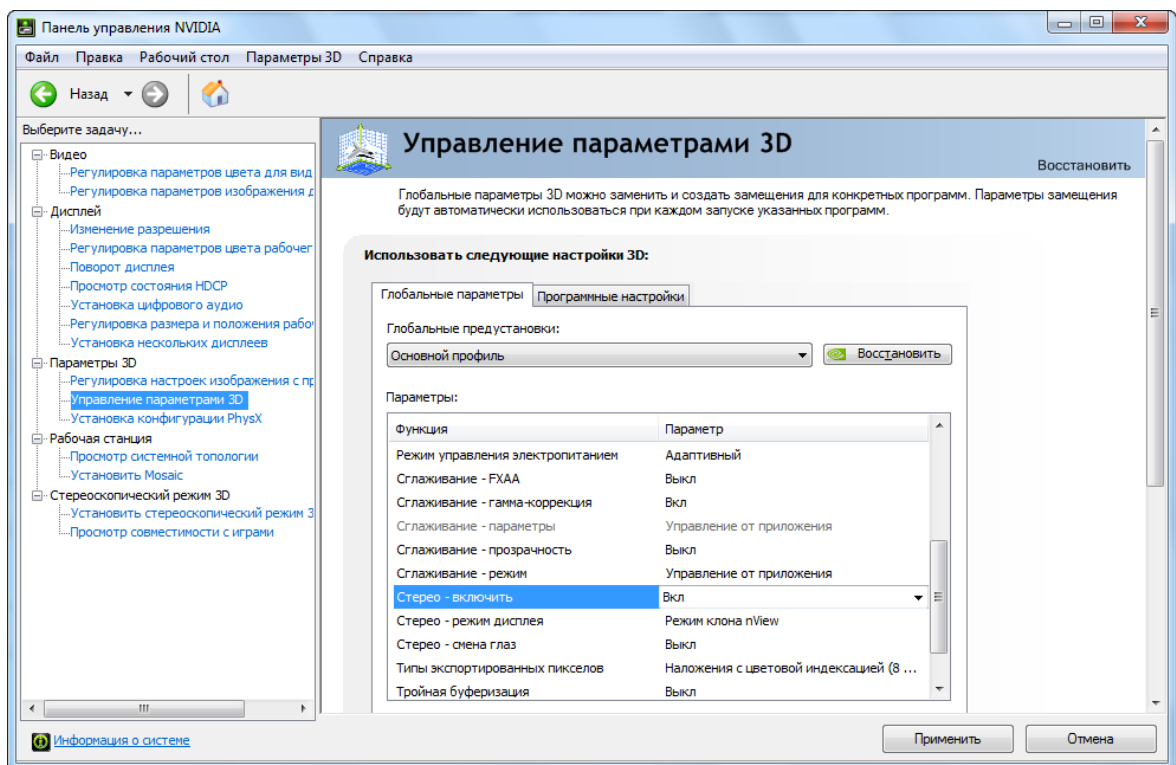 Панель управления NVIDIA
Файл Правка Рабочий стол Параметры 3D Справка
Назад
Выберите задачу...
Видео
Регулировка параметров цвета для вид
Регулировка параметров изображения д
Дисплей
Изменение разрешения
Регулировка параметров цвета рабочег
Поворот дисплея
Просмотр состояния HDCP
Установка цифрового аудио
Регулировка размера и положения рабо
Установка нескольких дисплеев
Параметры 3D
Регулировка настроек изображения с пр
Управление параметрами 3D
Установка конфигурации PhysX
Рабочая станция
Просмотр системной топологии
Установить Mosaic
Стереоскопический режим 3D
Установить стереоскопический режим 3
Просмотр совместимости с играми
Информация о системе
Управление параметрами 3D
Восстановить
Глобальные параметры 3D можно заменить и создать замещения для конкретных программ. Параметры замещения
будут автоматически использоваться при каждом запуске указанных программ.
Использовать следующие настройки 3D:
Глобальные параметры Программные настройки
Глобальные предустановки:
Основной профиль Восстановить
Параметры:
Функция Параметр
Режим управления электропитанием Адаптивный
Сглаживание - FXAA Выкл
Сглаживание - гамма-коррекция Вкл
Сглаживание - параметры Управление от приложения
Сглаживание - прозрачность Выкл
Сглаживание - режим Управление от приложения
Стерео - включить Вкл
Стерео - режим дисплея Режим клона nView
Стерео - смена глаз Выкл
Типы экспортированных пикселов Наложения с цветовой индексацией (8 ...
Тройная буферизация Выкл
Применить Отмена